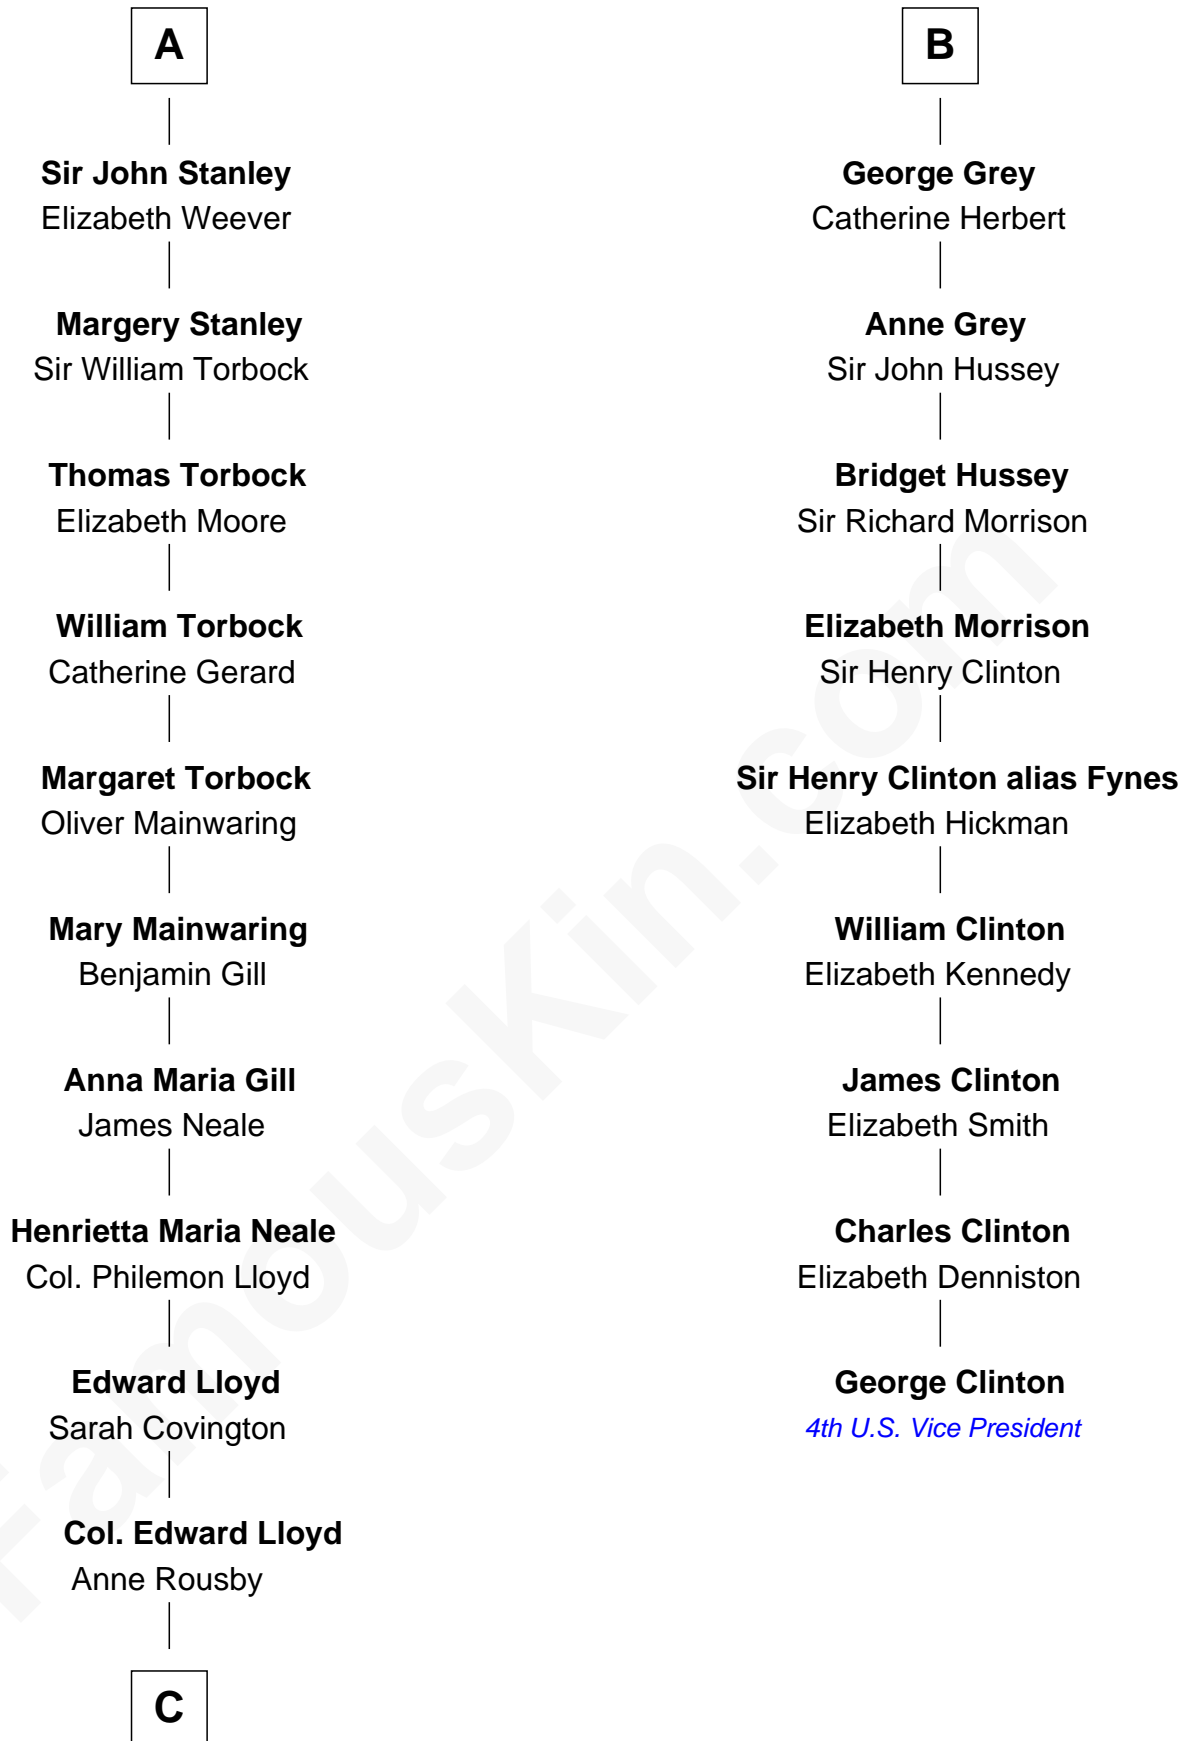 A
Sir John Stanley
Elizabeth Weever
Margery Stanley
Sir William Torbock
Thomas Torbock
Elizabeth Moore
William Torbock
Catherine Gerard
Margaret Torbock
Oliver Mainwaring
Mary Mainwaring
Benjamin Gill
Anna Maria Gill
James Neale
Henrietta Maria Neale
Col. Philemon Lloyd
Edward Lloyd
Sarah Covington
Col. Edward Lloyd
Anne Rousby
C
B
George Grey
Catherine Herbert
Anne Grey
Sir John Hussey
Bridget Hussey
Sir Richard Morrison
Elizabeth Morrison
Sir Henry Clinton
Sir Henry Clinton alias Fynes
Elizabeth Hickman
William Clinton
Elizabeth Kennedy
James Clinton
Elizabeth Smith
Charles Clinton
Elizabeth Denniston
George Clinton
4th U.S. Vice President
FamousKin.com